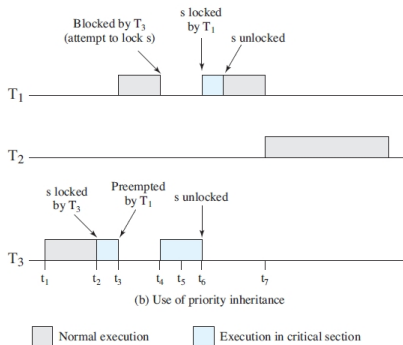 Blocked by T3
(attempt to lock s)
s locked
by T1
s unlocked
T1
T2
s locked
by T3
Preempted
by T1
s unlocked
T3
t1 t2 t3 t4 t5 t6 t7
(b) Use of priority inheritance
Normal execution
Execution in critical section